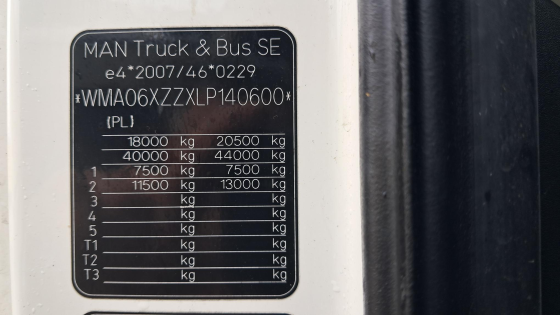 MAN Truck & Bus SE
e4*2007/46*0229
*WMA06XZZXLP140600*
(PL)
18000 kg 20500 kg
40000 kg 44000 kg
1 7500 kg 7500 kg
2 11500 kg 13000 kg
3 kg kg
4 kg kg
5 kg kg
T1 kg kg
T2 kg kg
T3 kg kg